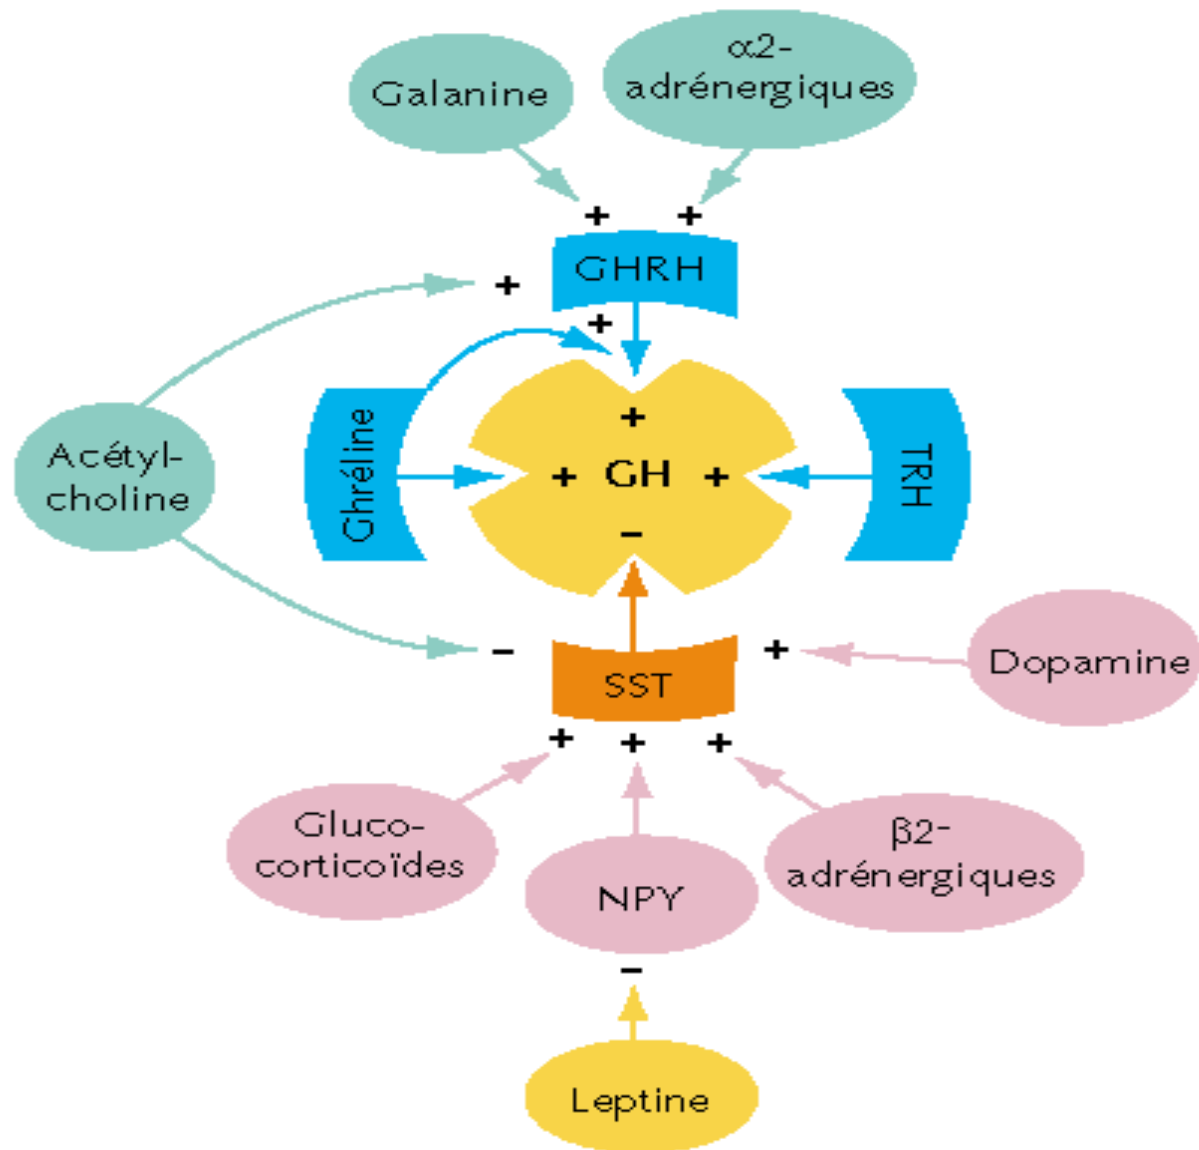 α2-
adrénergiques
Galanine
+ +
GHRH
+
+
+
Acétyl-
choline
Ghréline
+ GH +
TRH
–
– +
Dopamine
SST
+ + +
Gluco-
corticoïdes
β2-
adrénergiques
NPY
–
Leptine